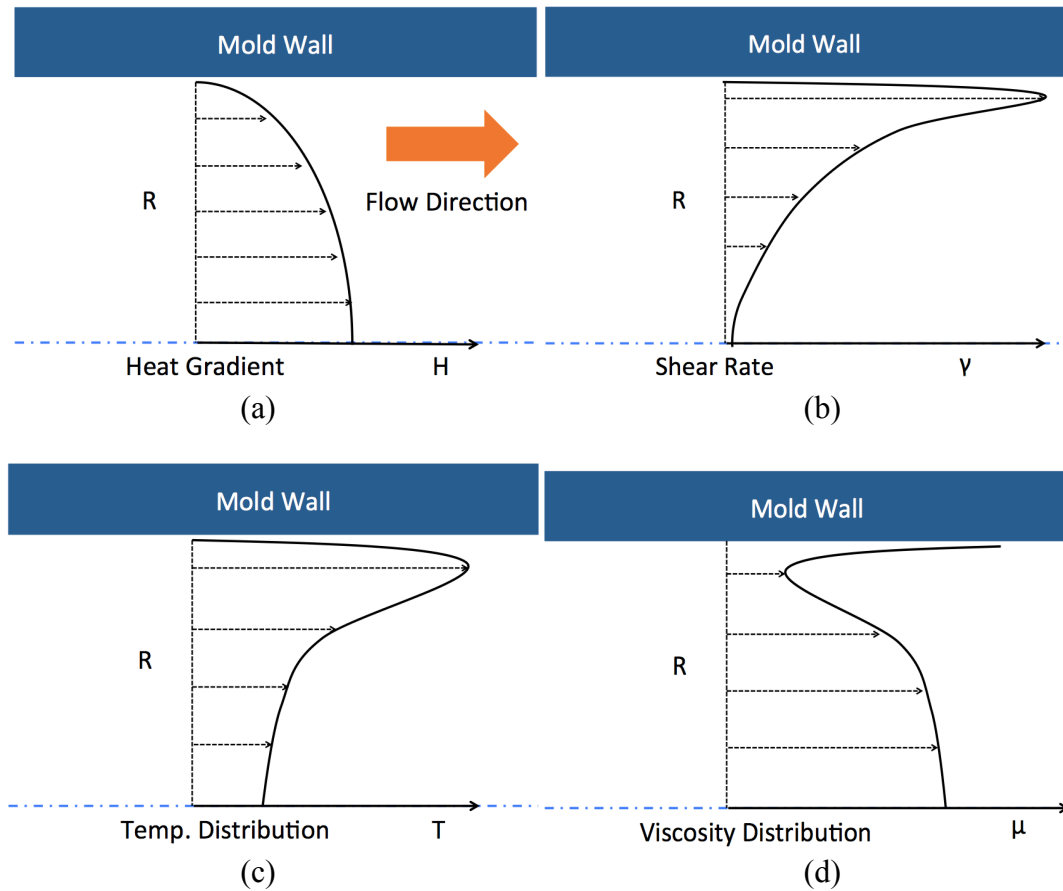 Mold Wall
R
Flow Direction
Heat Gradient H
(a)
Mold Wall
R
Shear Rate γ
(b)
Mold Wall
R
Temp. Distribution T
(c)
Mold Wall
R
Viscosity Distribution μ
(d)